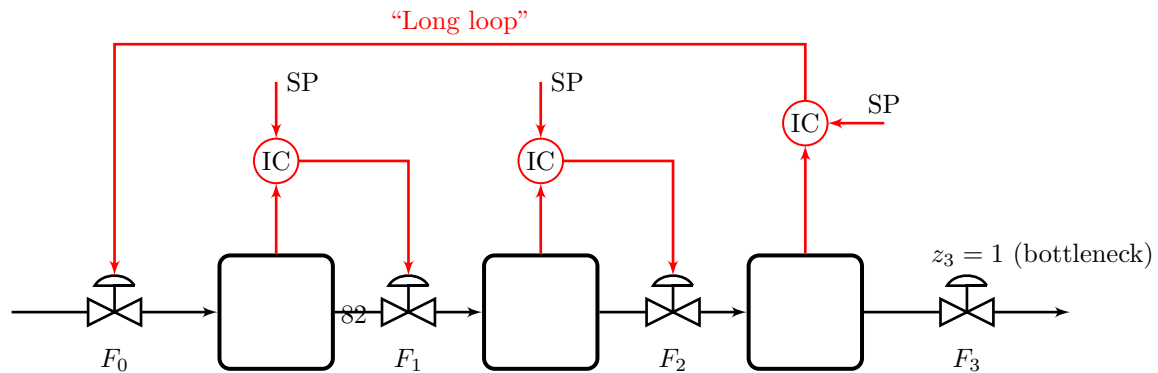 “Long loop”
SP
SP
SP
IC
IC
IC
z₃ = 1 (bottleneck)
82
F₀
F₁
F₂
F₃